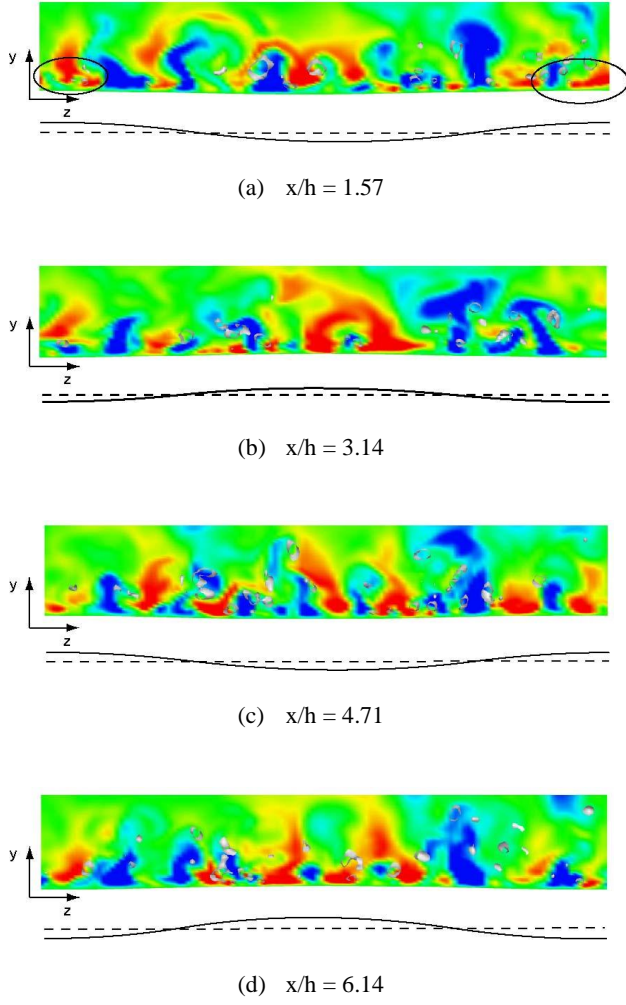 y
z
(a) x/h = 1.57
y
z
(b) x/h = 3.14
y
z
(c) x/h = 4.71
y
z
(d) x/h = 6.14